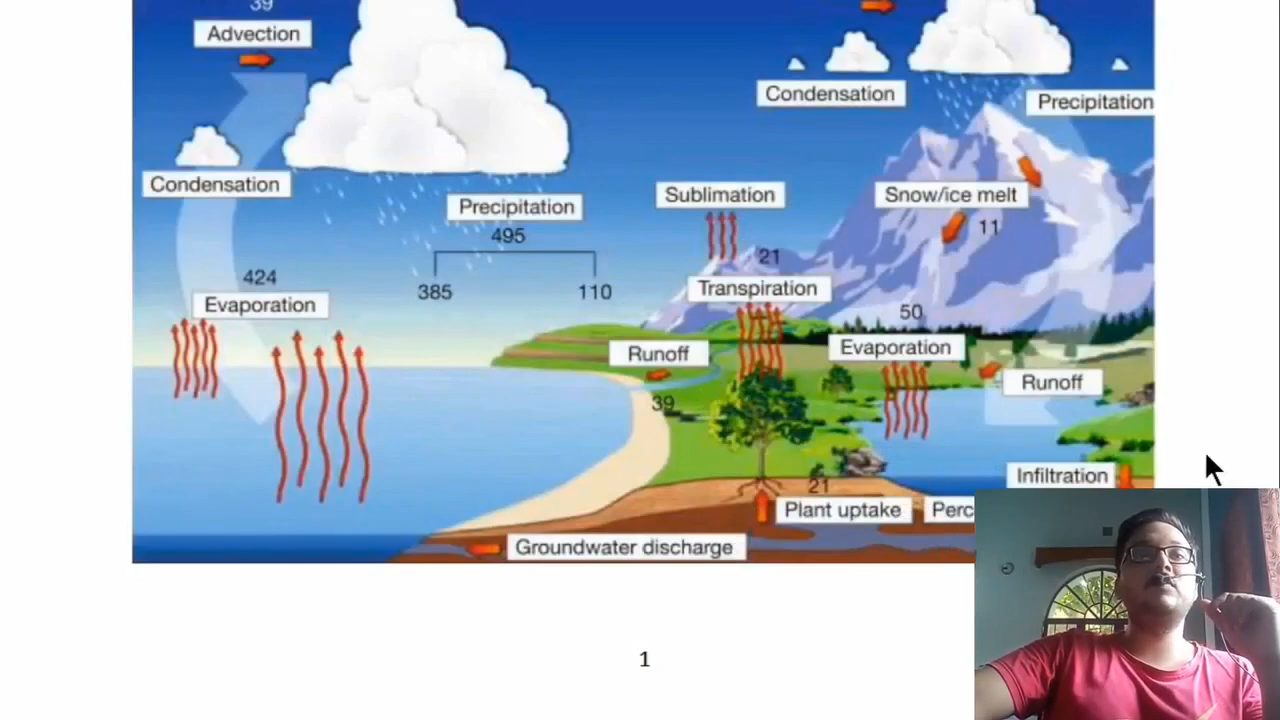 39
Advection
Condensation
Precipitation
Condensation
Precipitation
495
385
110
Sublimation
Snow/ice melt
11
21
Transpiration
424
Evaporation
50
Evaporation
Runoff
39
Runoff
Infiltration
21
Plant uptake
Perc
Groundwater discharge
1